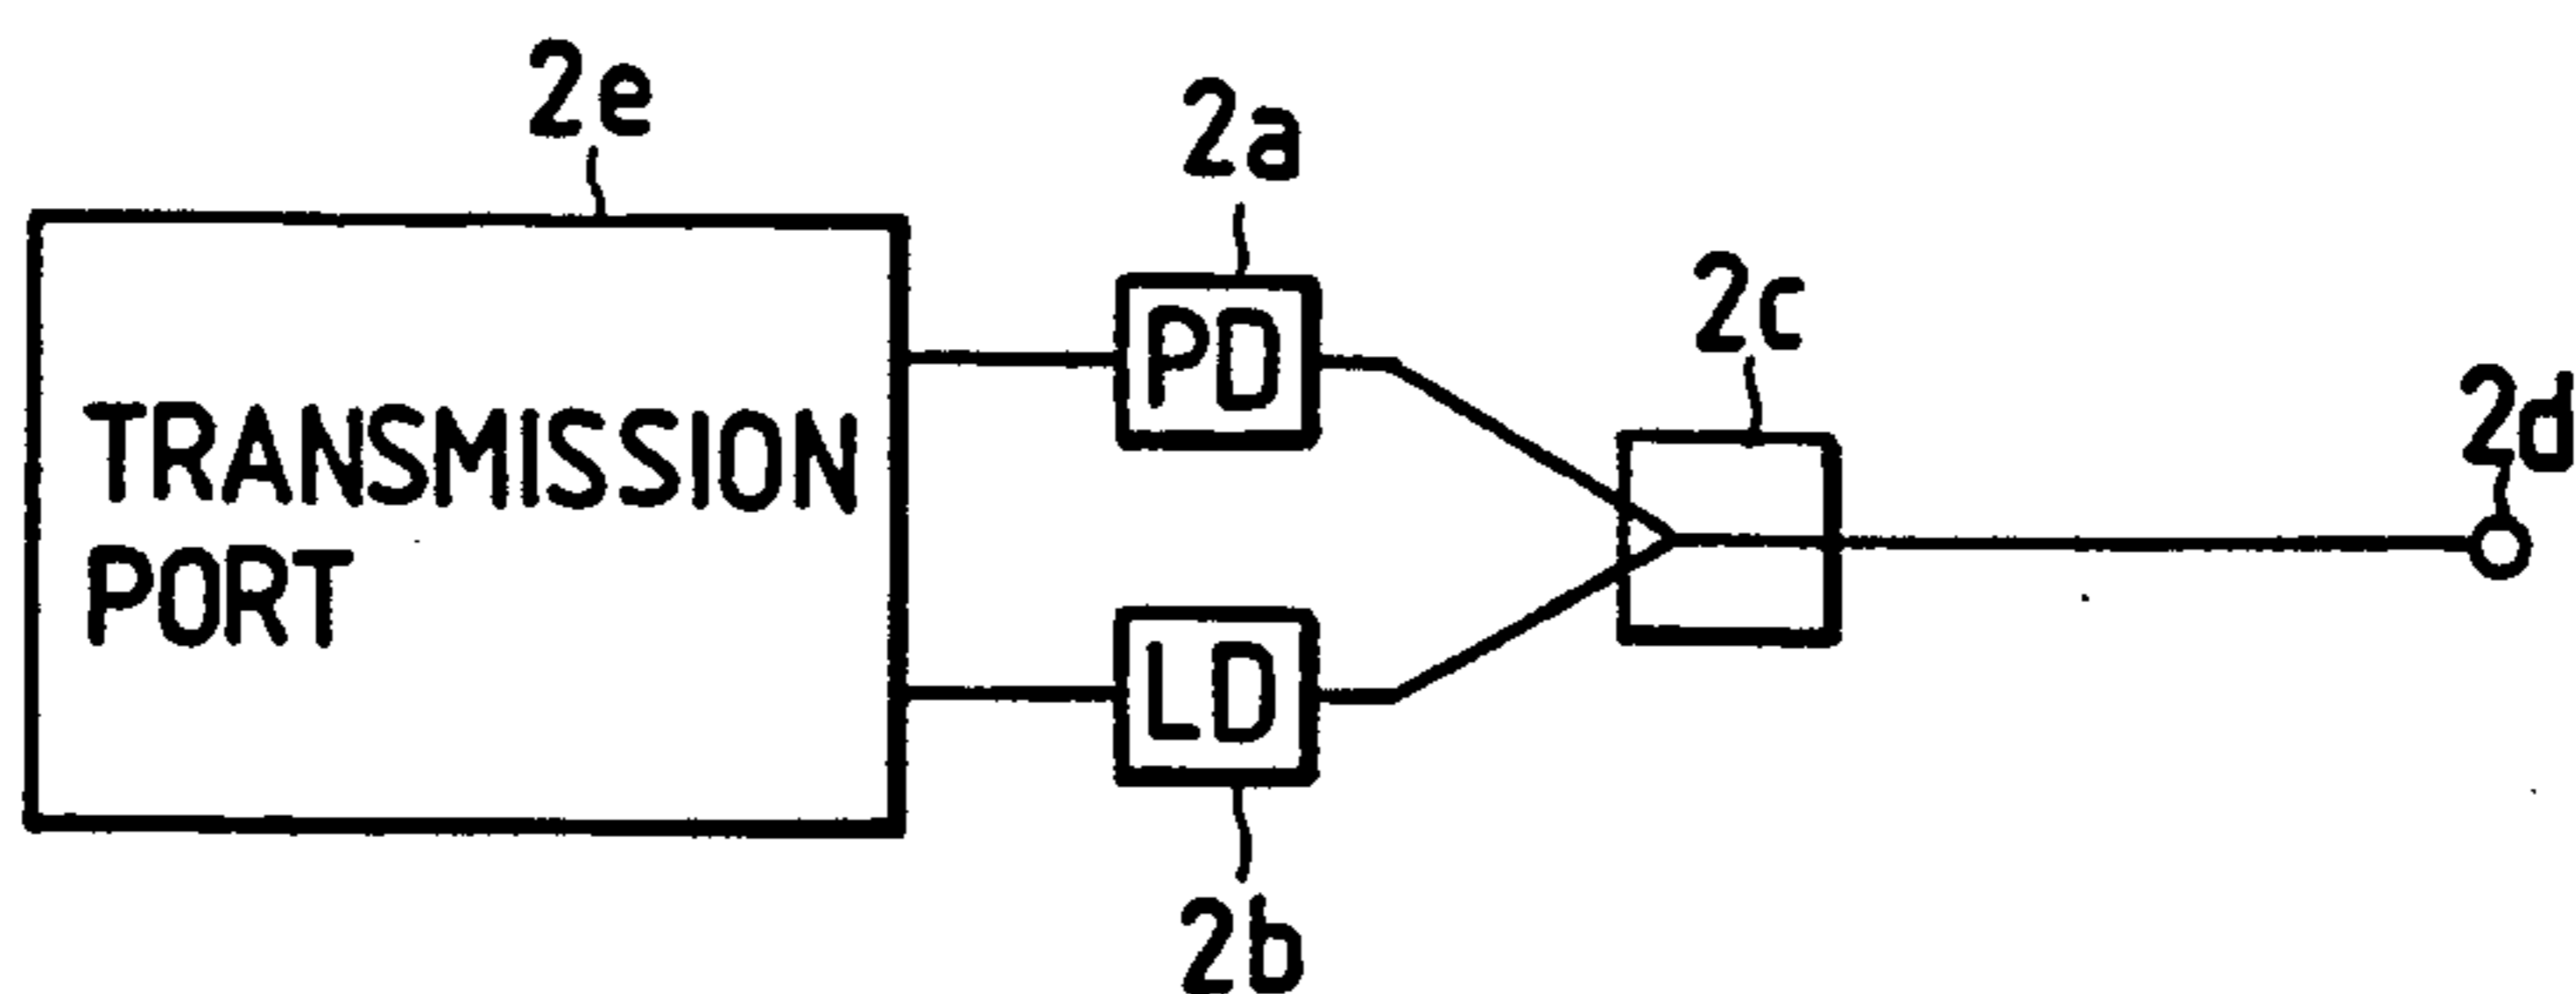 2e
2a
2c
2d
PD
TRANSMISSION
PORT
LD
2b